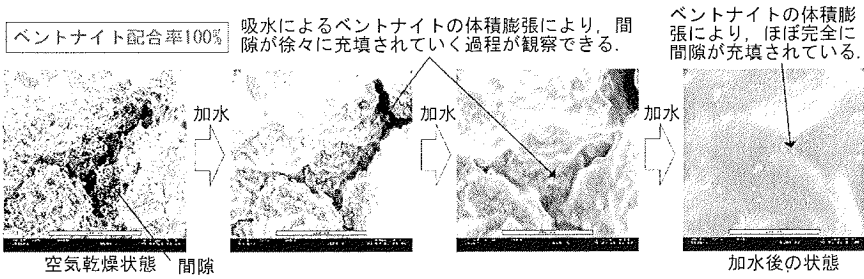 ベントナイト配合率100%
吸水によるベントナイトの体積膨張により，間
隙が徐々に充填されていく過程が観察できる.
ベントナイトの体積膨
張により，ほぼ完全に
間隙が充填されている.
加水
加水
加水
空気乾燥状態
間隙
加水後の状態